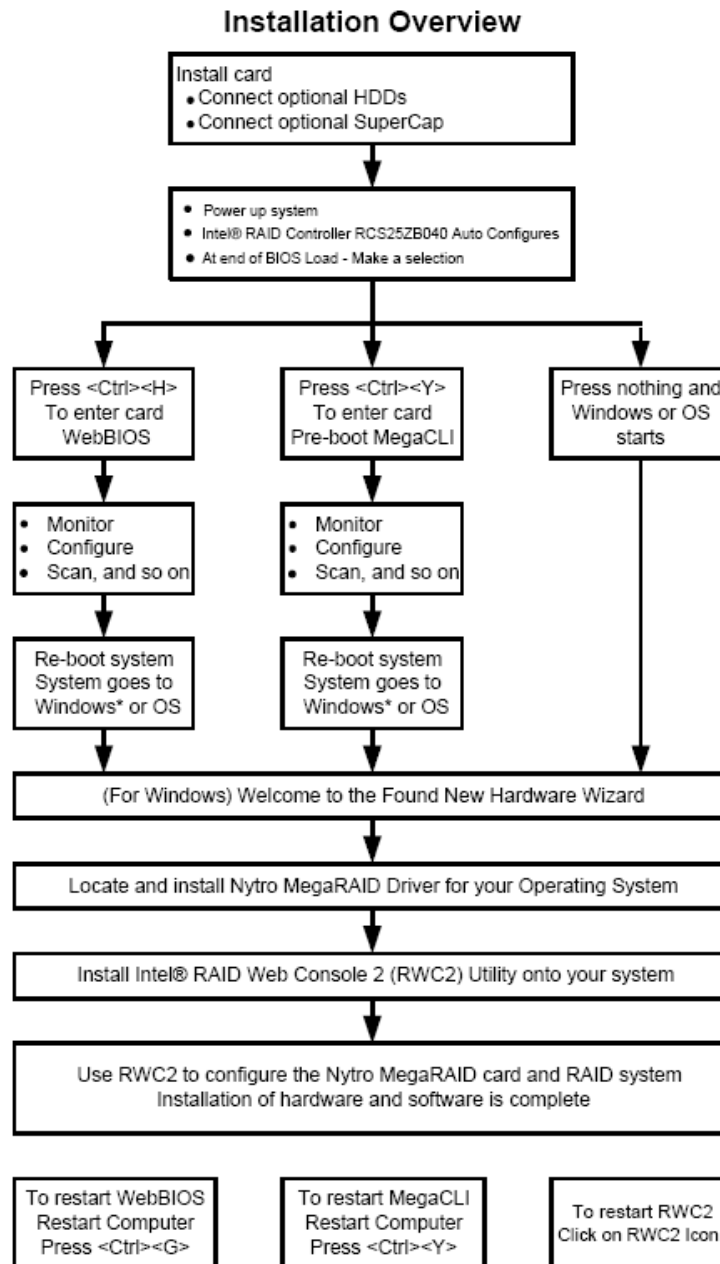 Installation Overview
Install card
• Connect optional HDDs
• Connect optional SuperCap
• Power up system
• Intel® RAID Controller RCS25ZB040 Auto Configures
• At end of BIOS Load - Make a selection
Press <Ctrl><H>
To enter card
WebBIOS
Press <Ctrl><Y>
To enter card
Pre-boot MegaCLI
Press nothing and
Windows or OS
starts
• Monitor
• Configure
• Scan, and so on
• Monitor
• Configure
• Scan, and so on
Re-boot system
System goes to
Windows* or OS
Re-boot system
System goes to
Windows* or OS
(For Windows) Welcome to the Found New Hardware Wizard
Locate and install Nytro MegaRAID Driver for your Operating System
Install Intel® RAID Web Console 2 (RWC2) Utility onto your system
Use RWC2 to configure the Nytro MegaRAID card and RAID system
Installation of hardware and software is complete
To restart WebBIOS
Restart Computer
Press <Ctrl><G>
To restart MegaCLI
Restart Computer
Press <Ctrl><Y>
To restart RWC2
Click on RWC2 Icon